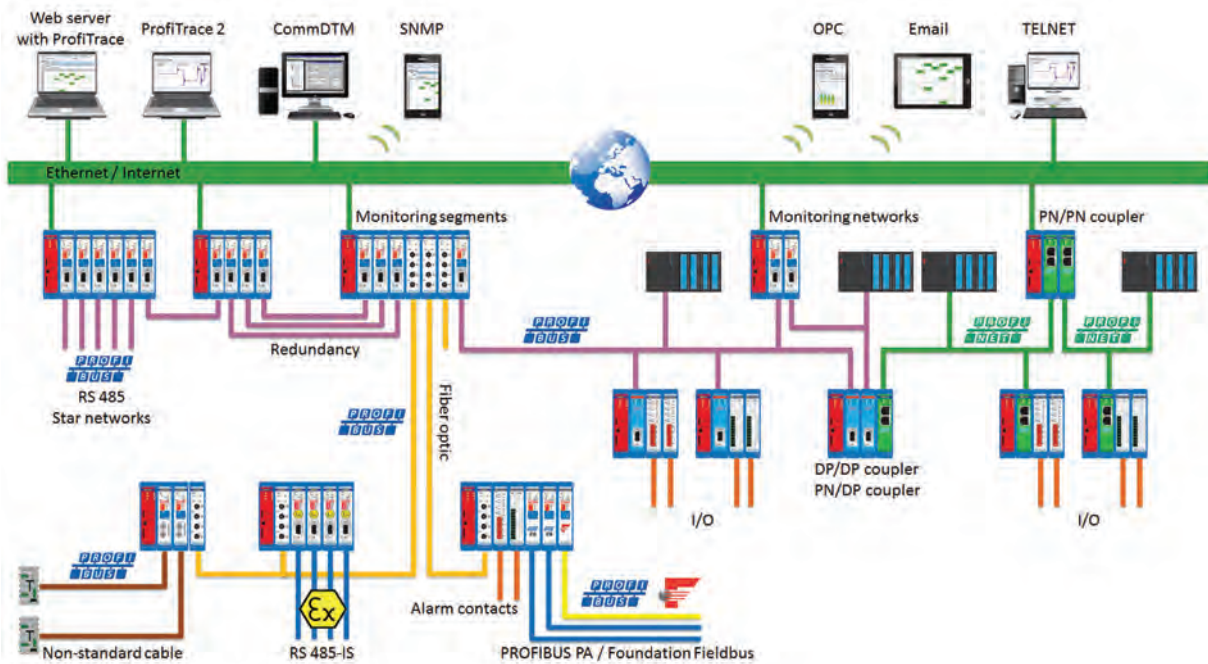 Web server
with ProfiTrace
ProfiTrace 2
CommDTM
SNMP
OPC
Email
TELNET
Ethernet / Internet
Monitoring segments
Monitoring networks
PN/PN coupler
Redundancy
PROFI
BUS
PROFI
BUS
PROFI
NET
PROFI
NET
RS 485
Star networks
PROFI
BUS
Fiber optic
DP/DP coupler
PN/DP coupler
I/O
I/O
PROFI
BUS
Alarm contacts
PROFI
BUS
F
T
T
Ex
Non-standard cable
RS 485-IS
PROFIBUS PA / Foundation Fieldbus